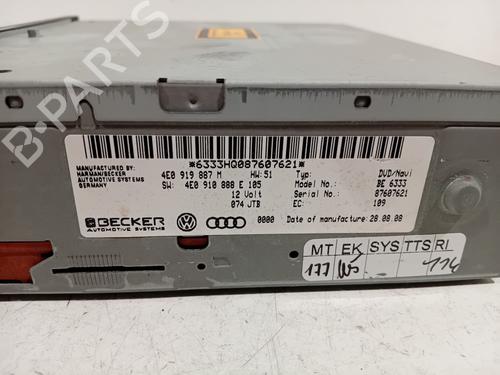 B-PARTS
*6333HQ087607621*
MANUFACTURED BY:
HARMAN/BECKER
AUTOMOTIVE SYSTEMS
GERMANY
4E0 919 887 M HW:51 Typ: DVD/Navi
SW: 4E0 910 888 E 105 Model No.: BE 6333
12 Volt Serial No.: 87607621
074 JTB EC: 109
BECKER
AUTOMOTIVE SYSTEMS
0000 Date of manufacture: 28.08.08
MT EK SYS TTS RI
177 114